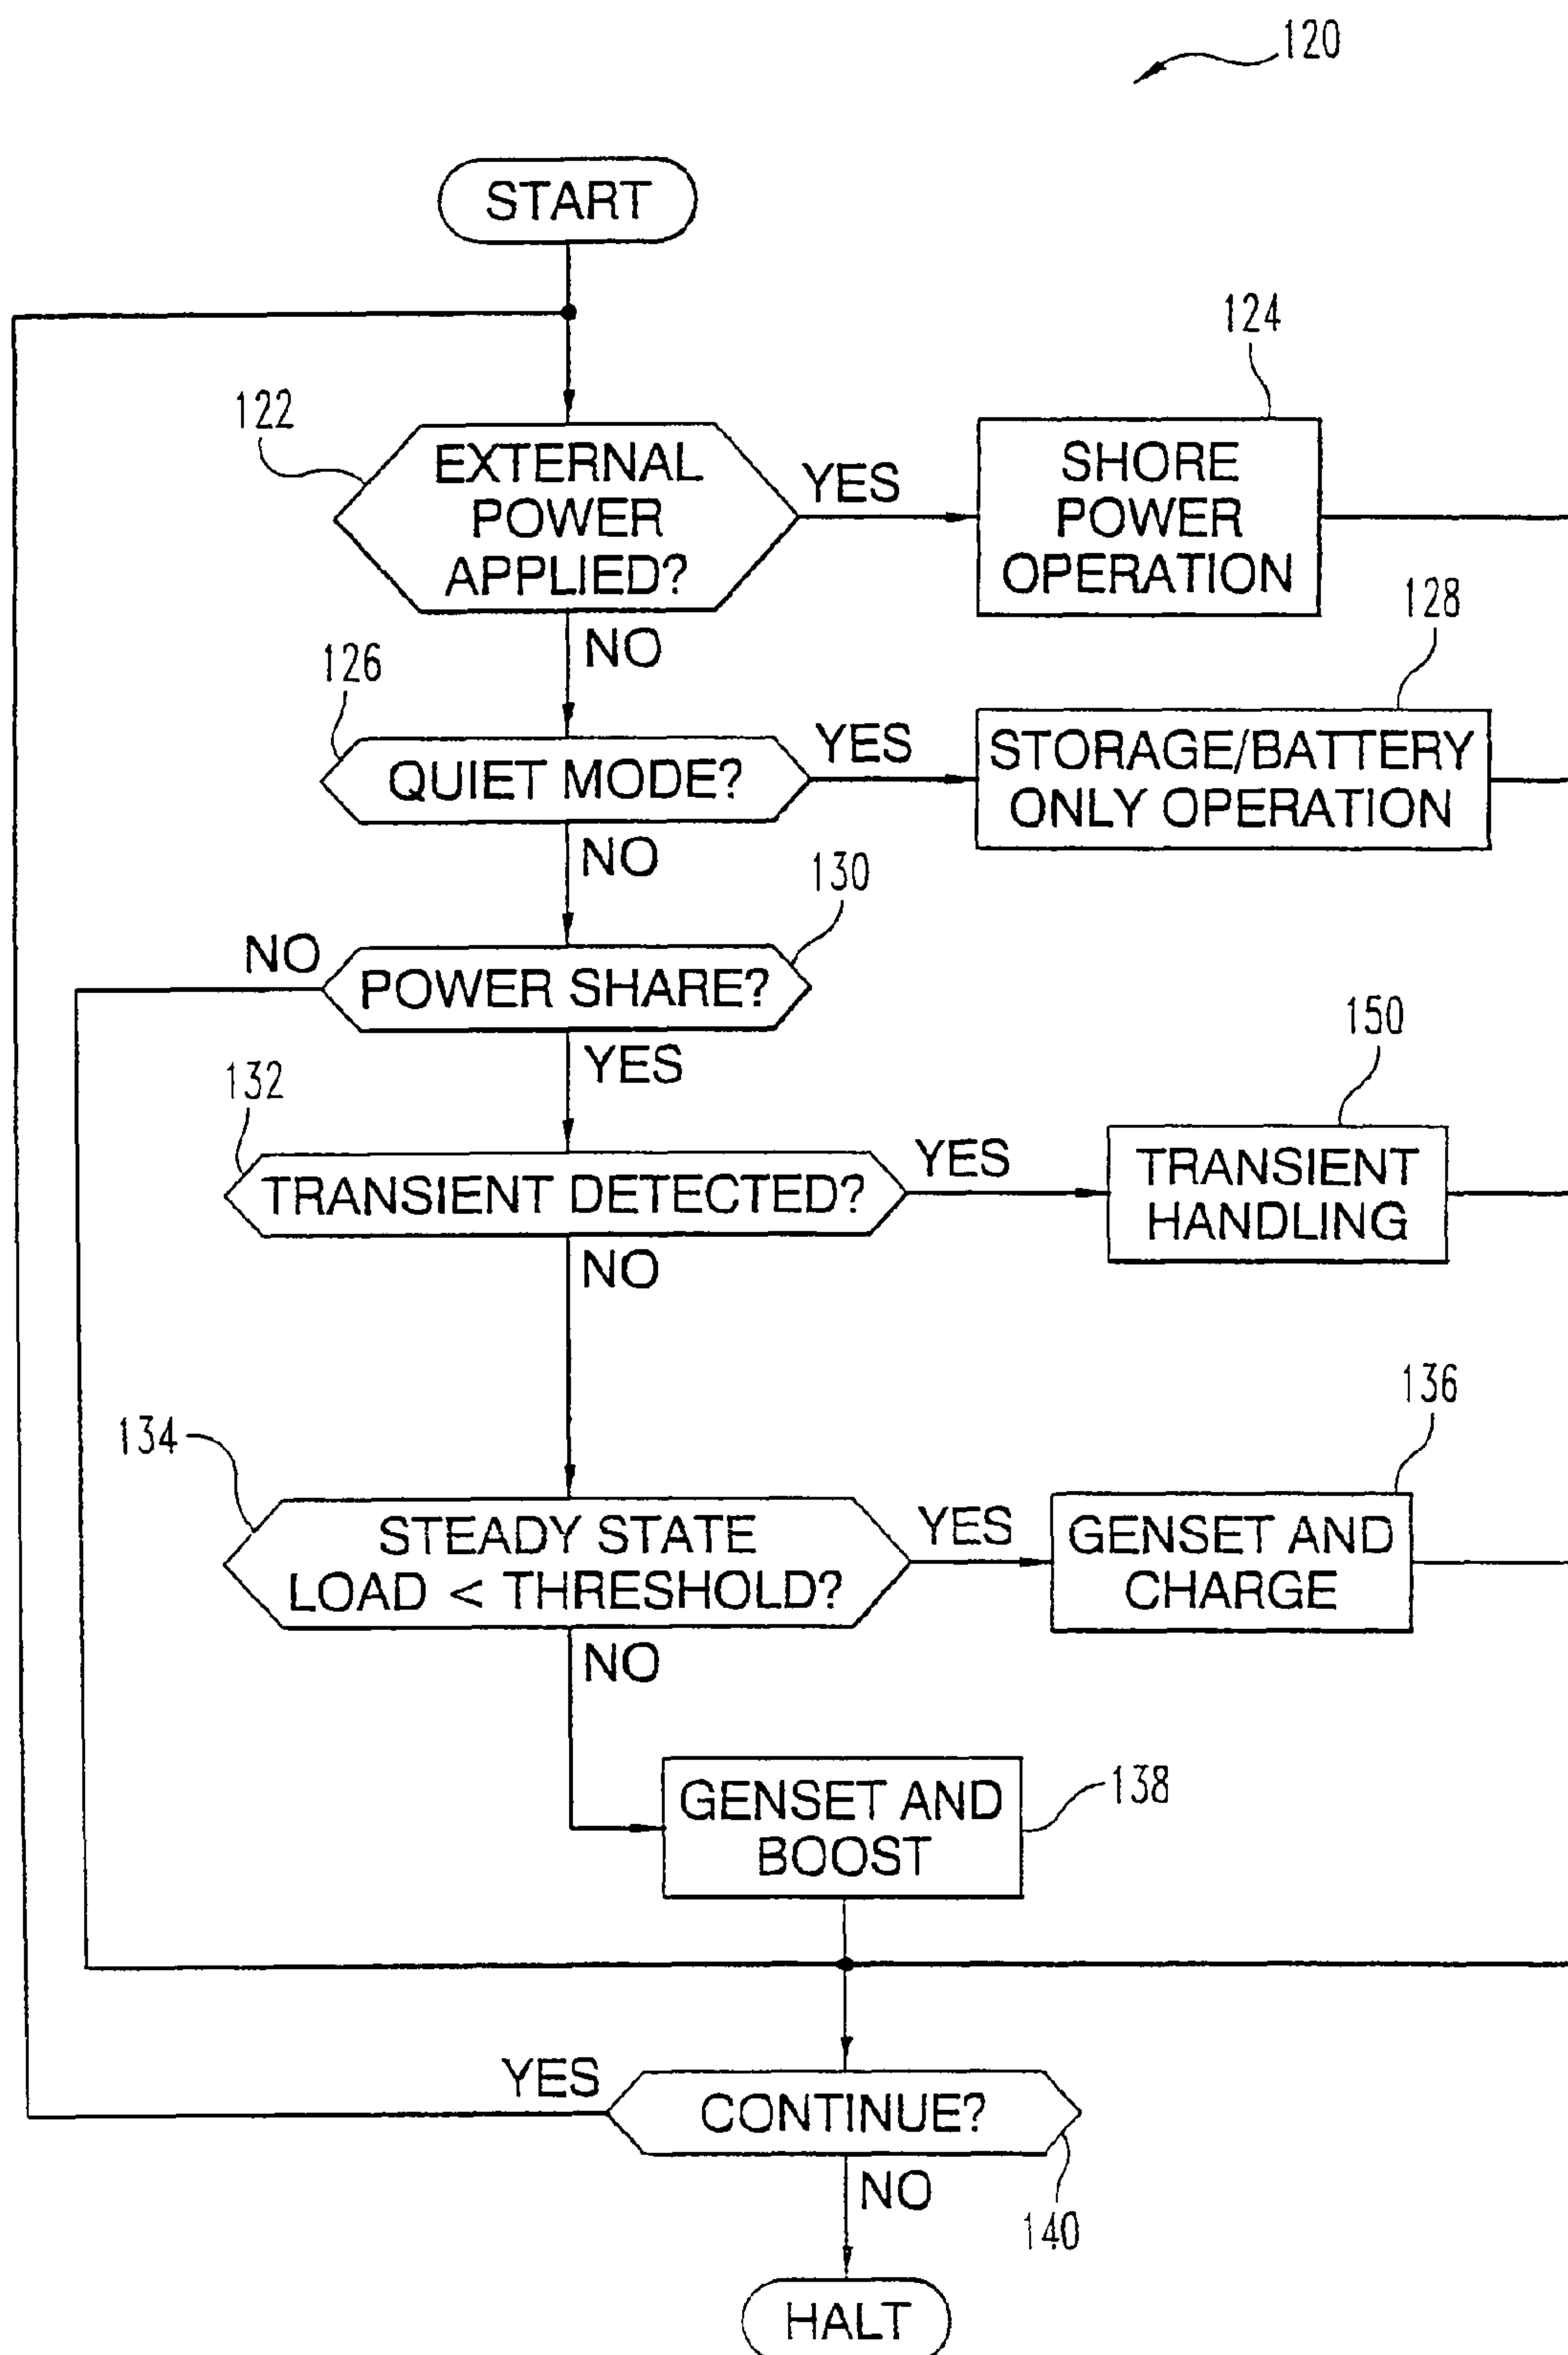 120
START
124
122
EXTERNAL
POWER
APPLIED?
YES
SHORE
POWER
OPERATION
NO
128
126
QUIET MODE?
YES
STORAGE/BATTERY
ONLY OPERATION
NO
130
NO
POWER SHARE?
YES
150
132
TRANSIENT DETECTED?
YES
TRANSIENT
HANDLING
NO
136
134
STEADY STATE
LOAD < THRESHOLD?
YES
GENSET AND
CHARGE
NO
GENSET AND
BOOST
138
YES
CONTINUE?
NO
140
HALT